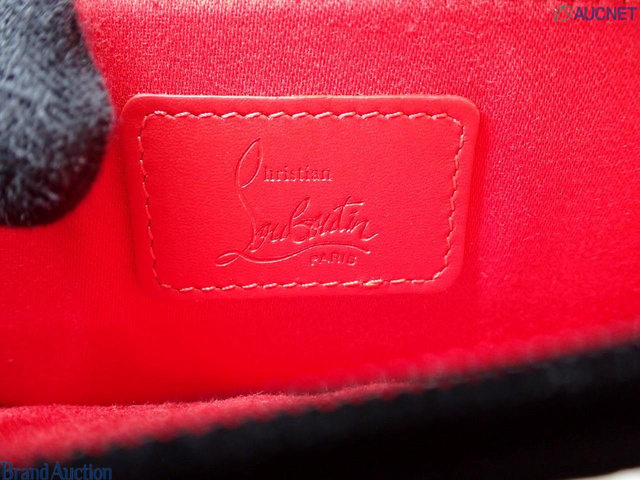 AUCNET
Christian
Louboutin
PARIS
Brand Auction